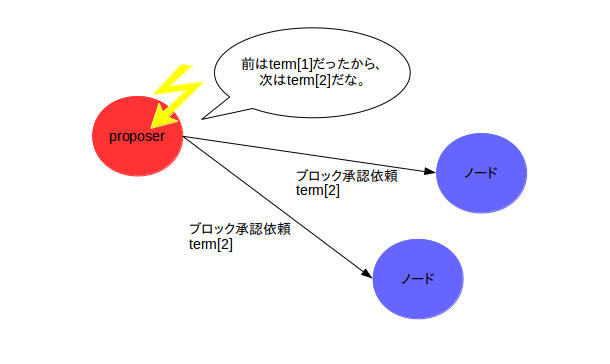 前はterm[1]だったから、
次はterm[2]だな。
proposer
ブロック承認依頼
term[2]
ノード
ブロック承認依頼
term[2]
ノード